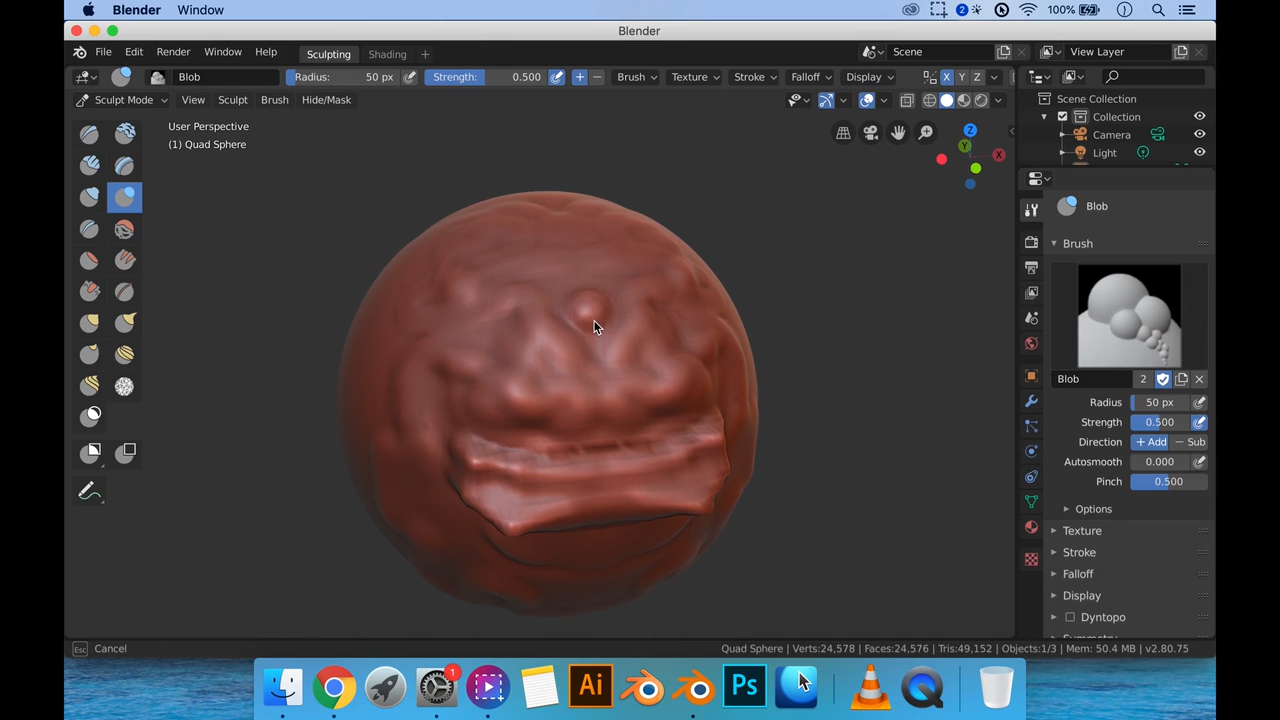 Blender Window 2 100%
Blender
File Edit Render Window Help Sculpting Shading + Scene View Layer
Blob Radius: 50 px Strength: 0.500 + − Brush Texture Stroke Falloff Display X Y Z
Sculpt Mode View Sculpt Brush Hide/Mask
User Perspective
(1) Quad Sphere
Z
Y
X
Scene Collection
Collection
Camera
Light
Blob
Brush
Blob 2
Radius 50 px
Strength 0.500
Direction + Add − Sub
Autosmooth 0.000
Pinch 0.500
Options
Texture
Stroke
Falloff
Display
Dyntopo
Esc Cancel Quad Sphere | Verts:24,578 | Faces:24,576 | Tris:49,152 | Objects:1/3 | Mem: 50.4 MB | v2.80.75
1
Ai Ps